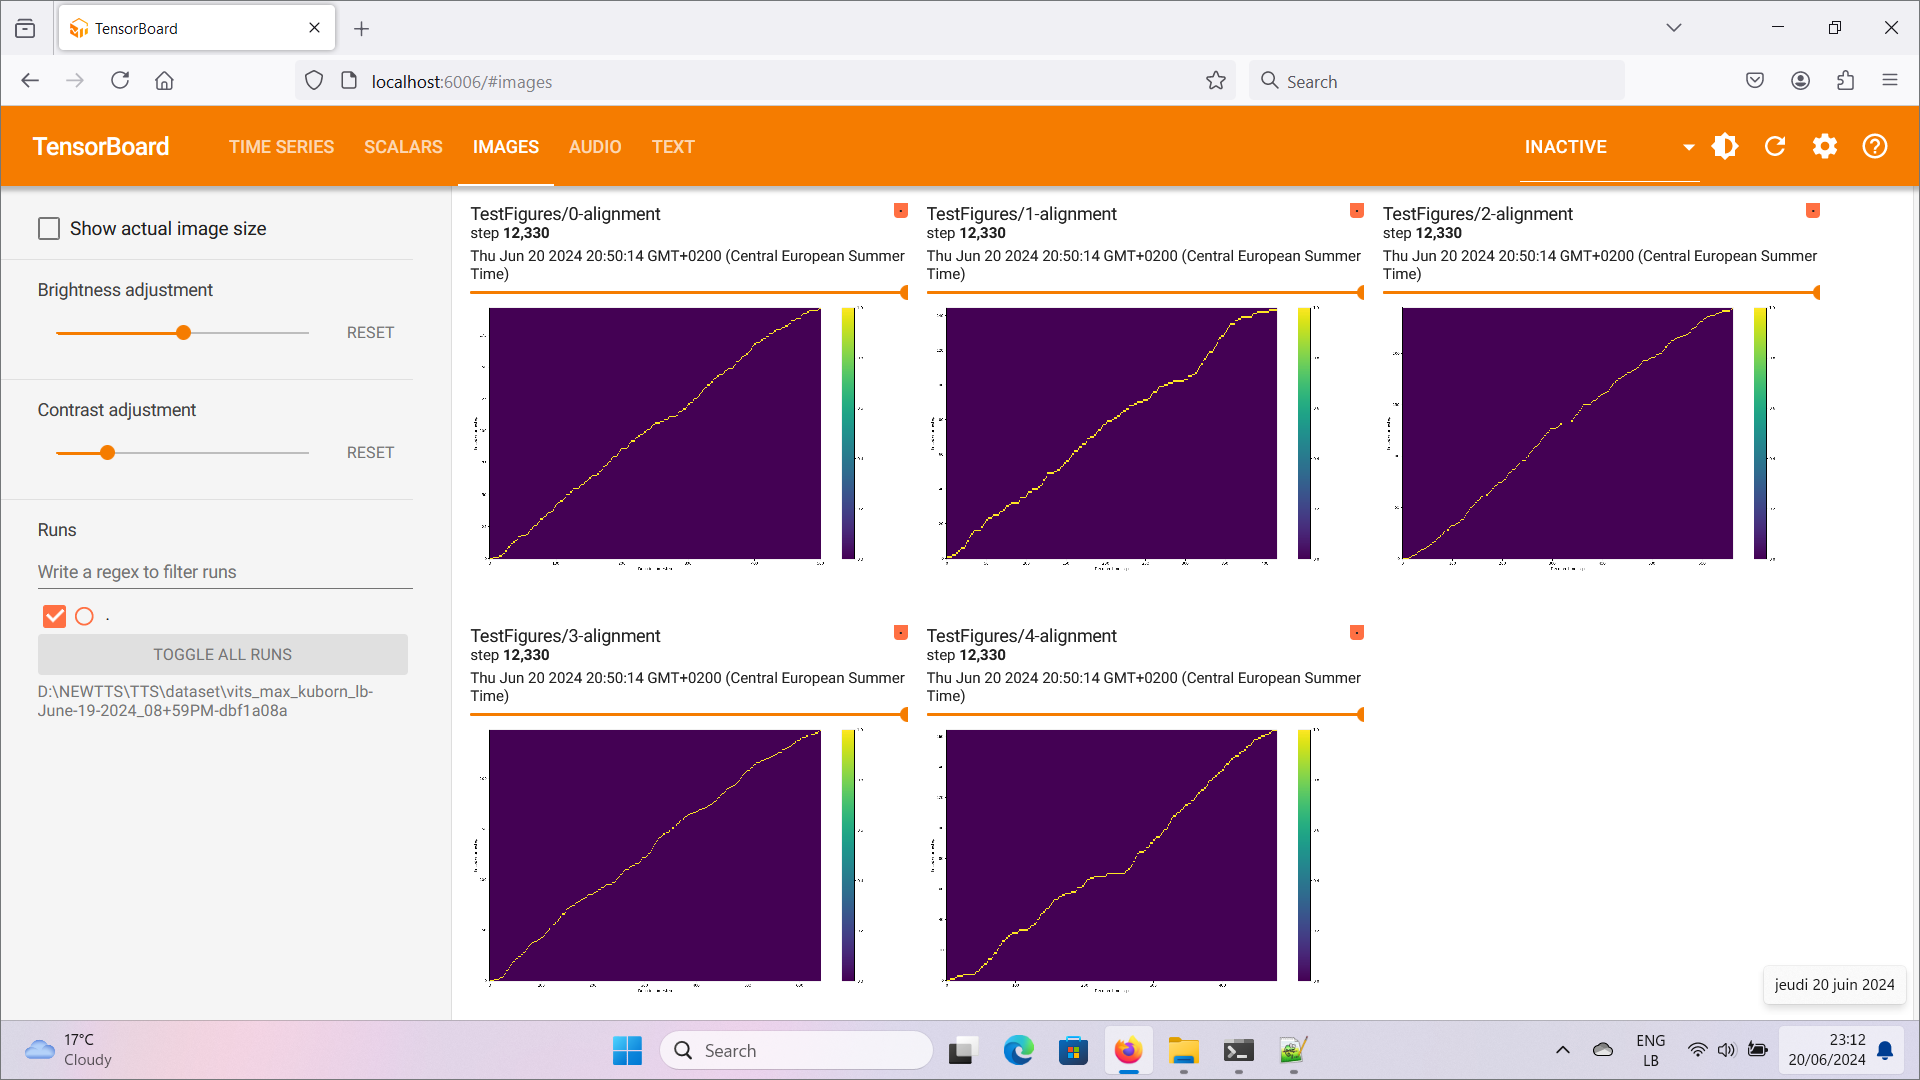 TensorBoard
localhost:6006/#images
Search
TensorBoard
TIME SERIES
SCALARS
IMAGES
AUDIO
TEXT
INACTIVE
Show actual image size
Brightness adjustment
RESET
Contrast adjustment
RESET
Runs
Write a regex to filter runs
.
TOGGLE ALL RUNS
D:\NEWTTS\TTS\dataset\vits_max_kuborn_lb-
June-19-2024_08+59PM-dbf1a08a
TestFigures/0-alignment
step 12,330
Thu Jun 20 2024 20:50:14 GMT+0200 (Central European Summer
Time)
TestFigures/1-alignment
step 12,330
Thu Jun 20 2024 20:50:14 GMT+0200 (Central European Summer
Time)
TestFigures/2-alignment
step 12,330
Thu Jun 20 2024 20:50:14 GMT+0200 (Central European Summer
Time)
TestFigures/3-alignment
step 12,330
Thu Jun 20 2024 20:50:14 GMT+0200 (Central European Summer
Time)
TestFigures/4-alignment
step 12,330
Thu Jun 20 2024 20:50:14 GMT+0200 (Central European Summer
Time)
jeudi 20 juin 2024
17°C
Cloudy
Search
ENG
LB
23:12
20/06/2024